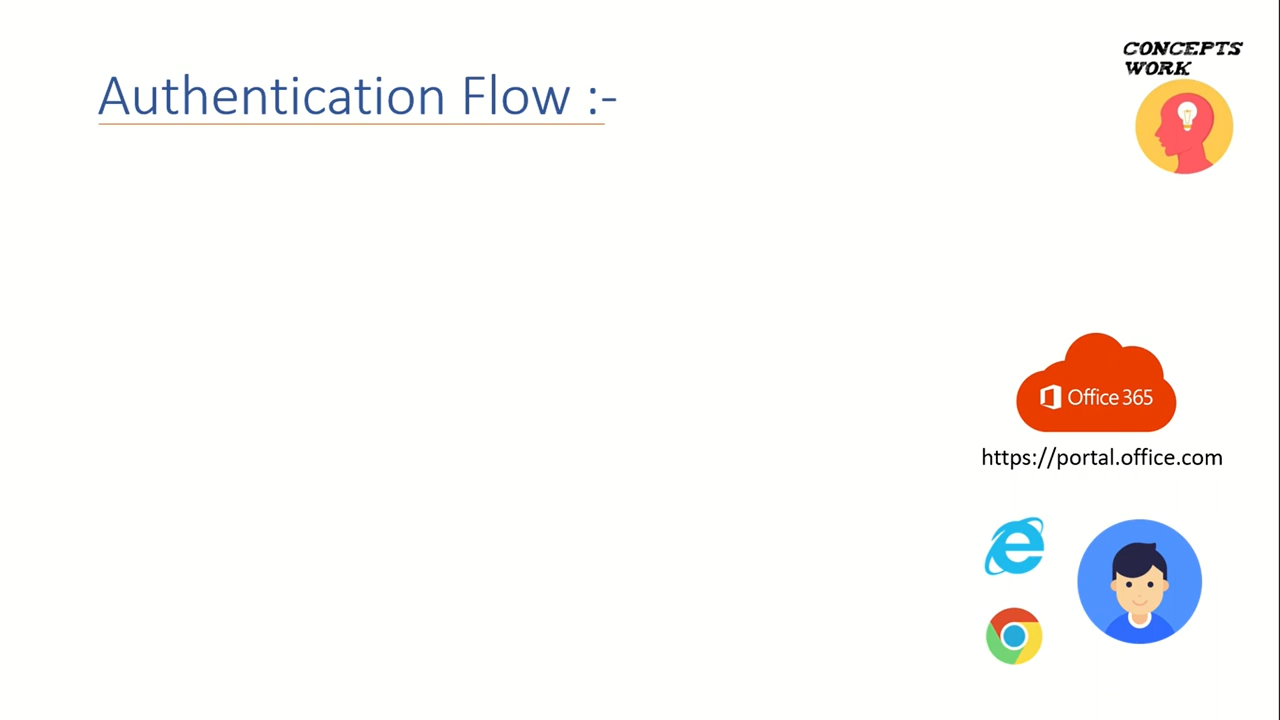 CONCEPTS
WORK
Authentication Flow :-
Office 365
https://portal.office.com